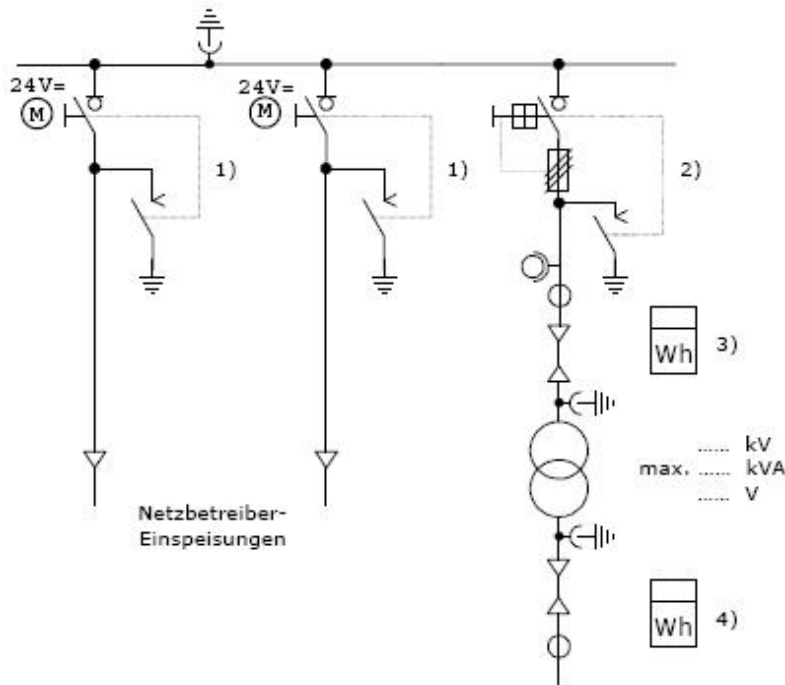 24V=
M
24V=
M
1)
1)
2)
Wh
3)
..... kV
max. ..... kVA
..... V
Netzbetreiber-
Einspeisungen
Wh
4)